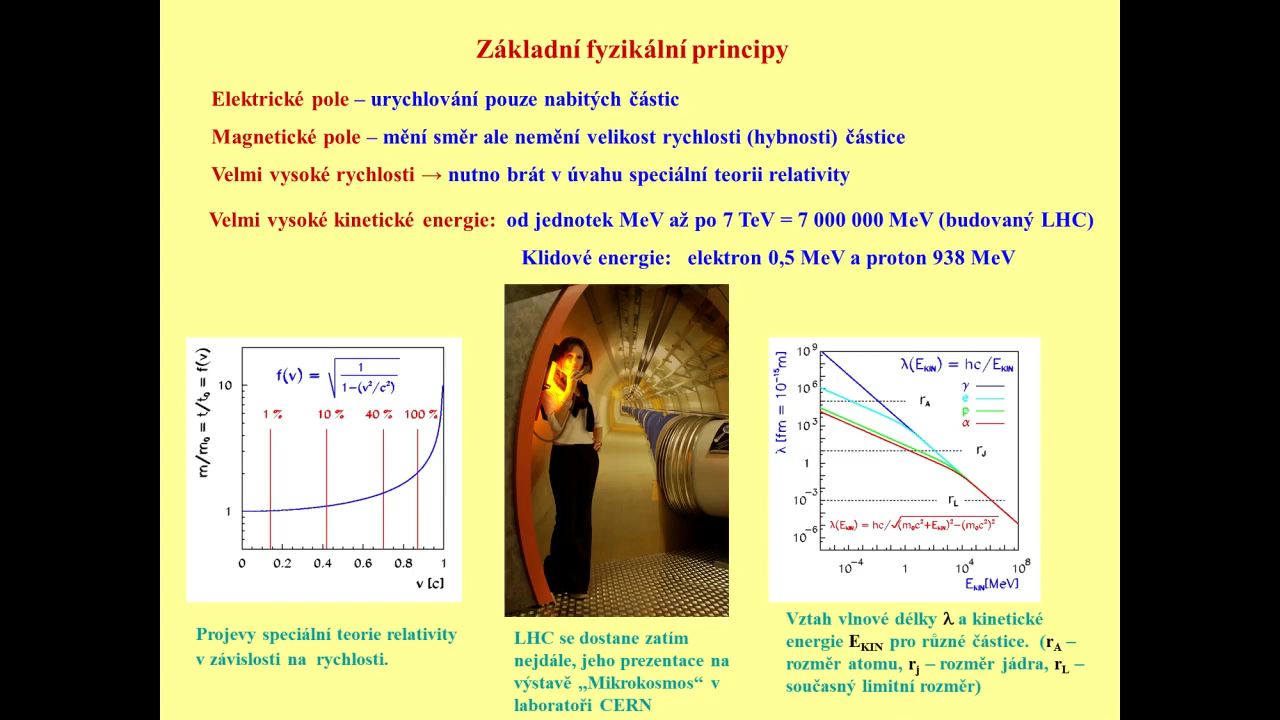 Základní fyzikální principy
Elektrické pole – urychlování pouze nabitých částic
Magnetické pole – mění směr ale nemění velikost rychlosti (hybnosti) částice
Velmi vysoké rychlosti → nutno brát v úvahu speciální teorii relativity
Velmi vysoké kinetické energie: od jednotek MeV až po 7 TeV = 7 000 000 MeV (budovaný LHC)
Klidové energie: elektron 0,5 MeV a proton 938 MeV
m/m₀ = t/t₀ = f(v)
f(v) = √(1/(1-(v²/c²)))
1 % 10 % 40 % 100 %
10
1
0 0.2 0.4 0.6 0.8 1
v [c]
Projevy speciální teorie relativity
v závislosti na rychlosti.
LHC se dostane zatím
nejdále, jeho prezentace na
výstavě „Mikrokosmos“ v
laboratoři CERN
λ [fm = 10⁻¹⁵m]
λ(E_KIN) = hc/E_KIN
γ
e
p
α
10⁹
10⁶
10³
1
10⁻³
10⁻⁶
r_A
r_J
r_L
λ(E_KIN) = hc/√((m₀c²+E_KIN)²-(m₀c²)²)
10⁻⁴ 1 10⁴ 10⁸
E_KIN[MeV]
Vztah vlnové délky λ a kinetické
energie E_KIN pro různé částice. (r_A –
rozměr atomu, r_j – rozměr jádra, r_L –
současný limitní rozměr)